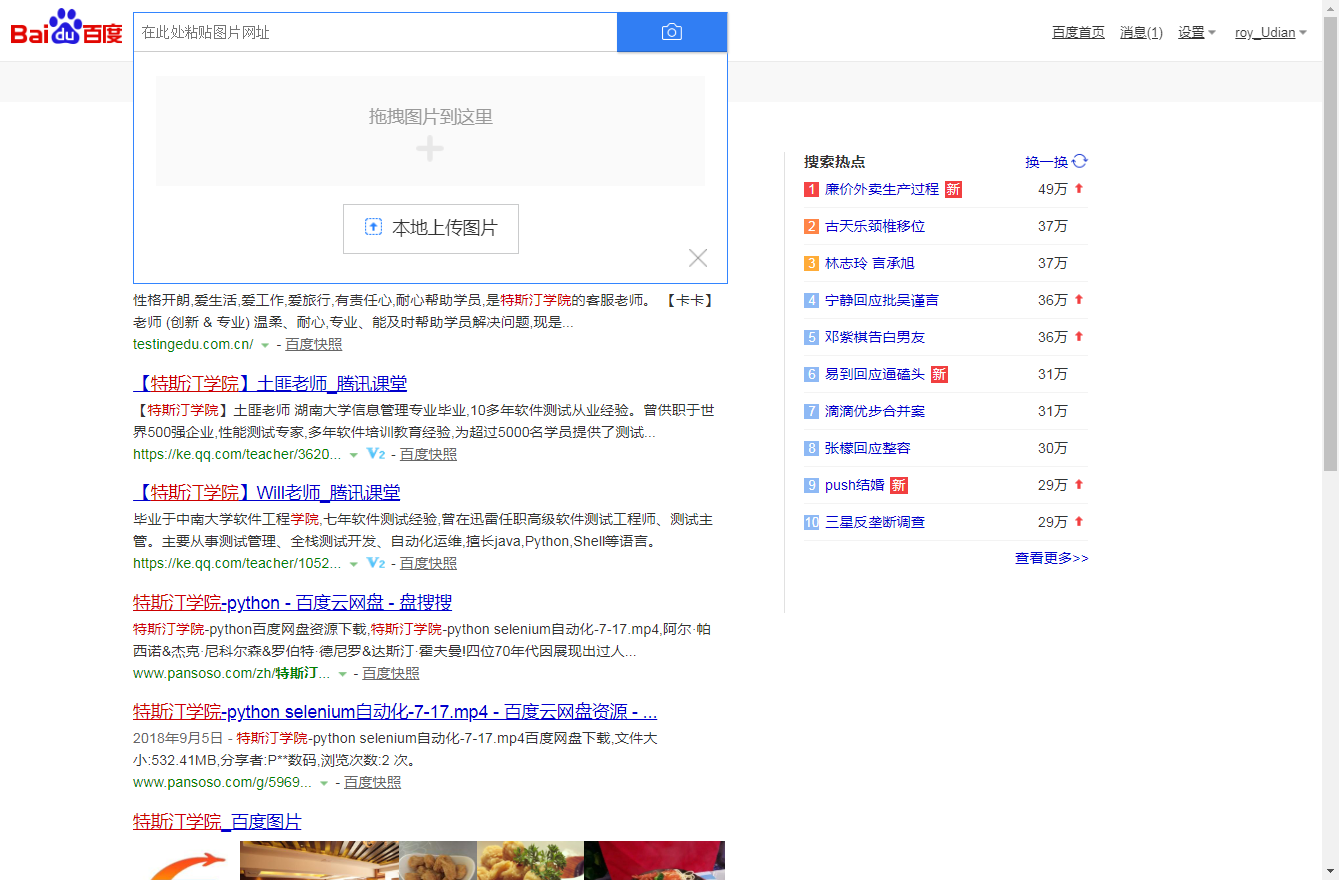 Bai du 百度
在此处粘贴图片网址
百度首页 消息(1) 设置 roy_Udian
拖拽图片到这里
本地上传图片
性格开朗,爱生活,爱工作,爱旅行,有责任心,耐心帮助学员,是特斯汀学院的客服老师。 【卡卡】
老师 (创新 & 专业) 温柔、耐心,专业、能及时帮助学员解决问题,现是...
testingedu.com.cn/ - 百度快照
【特斯汀学院】土匪老师_腾讯课堂
【特斯汀学院】土匪老师 湖南大学信息管理专业毕业,10多年软件测试从业经验。曾供职于世
界500强企业,性能测试专家,多年软件培训教育经验,为超过5000名学员提供了测试...
https://ke.qq.com/teacher/3620... V2 - 百度快照
【特斯汀学院】Will老师_腾讯课堂
毕业于中南大学软件工程学院,七年软件测试经验,曾在迅雷任职高级软件测试工程师、测试主
管。主要从事测试管理、全栈测试开发、自动化运维,擅长java,Python,Shell等语言。
https://ke.qq.com/teacher/1052... V2 - 百度快照
特斯汀学院-python - 百度云网盘 - 盘搜搜
特斯汀学院-python百度网盘资源下载,特斯汀学院-python selenium自动化-7-17.mp4,阿尔·帕
西诺&杰克·尼科尔森&罗伯特·德尼罗&达斯汀·霍夫曼!四位70年代因展现出过人...
www.pansoso.com/zh/特斯汀... - 百度快照
特斯汀学院-python selenium自动化-7-17.mp4 - 百度云网盘资源 - ...
2018年9月5日 - 特斯汀学院-python selenium自动化-7-17.mp4百度网盘下载,文件大
小:532.41MB,分享者:P**数码,浏览次数:2 次。
www.pansoso.com/g/5969... - 百度快照
特斯汀学院_百度图片
搜索热点 换一换
1 廉价外卖生产过程 新 49万
2 古天乐颈椎移位 37万
3 林志玲 言承旭 37万
4 宁静回应批吴谨言 36万
5 邓紫棋告白男友 36万
6 易到回应逼磕头 新 31万
7 滴滴优步合并案 31万
8 张檬回应整容 30万
9 push结婚 新 29万
10 三星反垄断调查 29万
查看更多>>